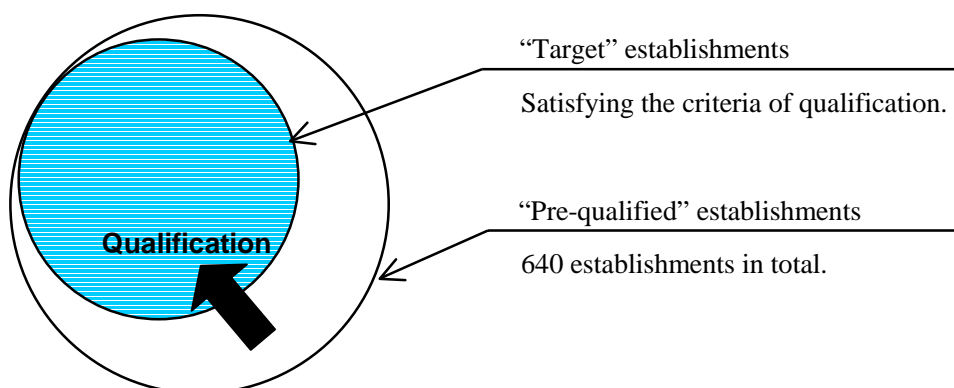 “Target” establishments
Satisfying the criteria of qualification.
“Pre-qualified” establishments
640 establishments in total.
Qualification